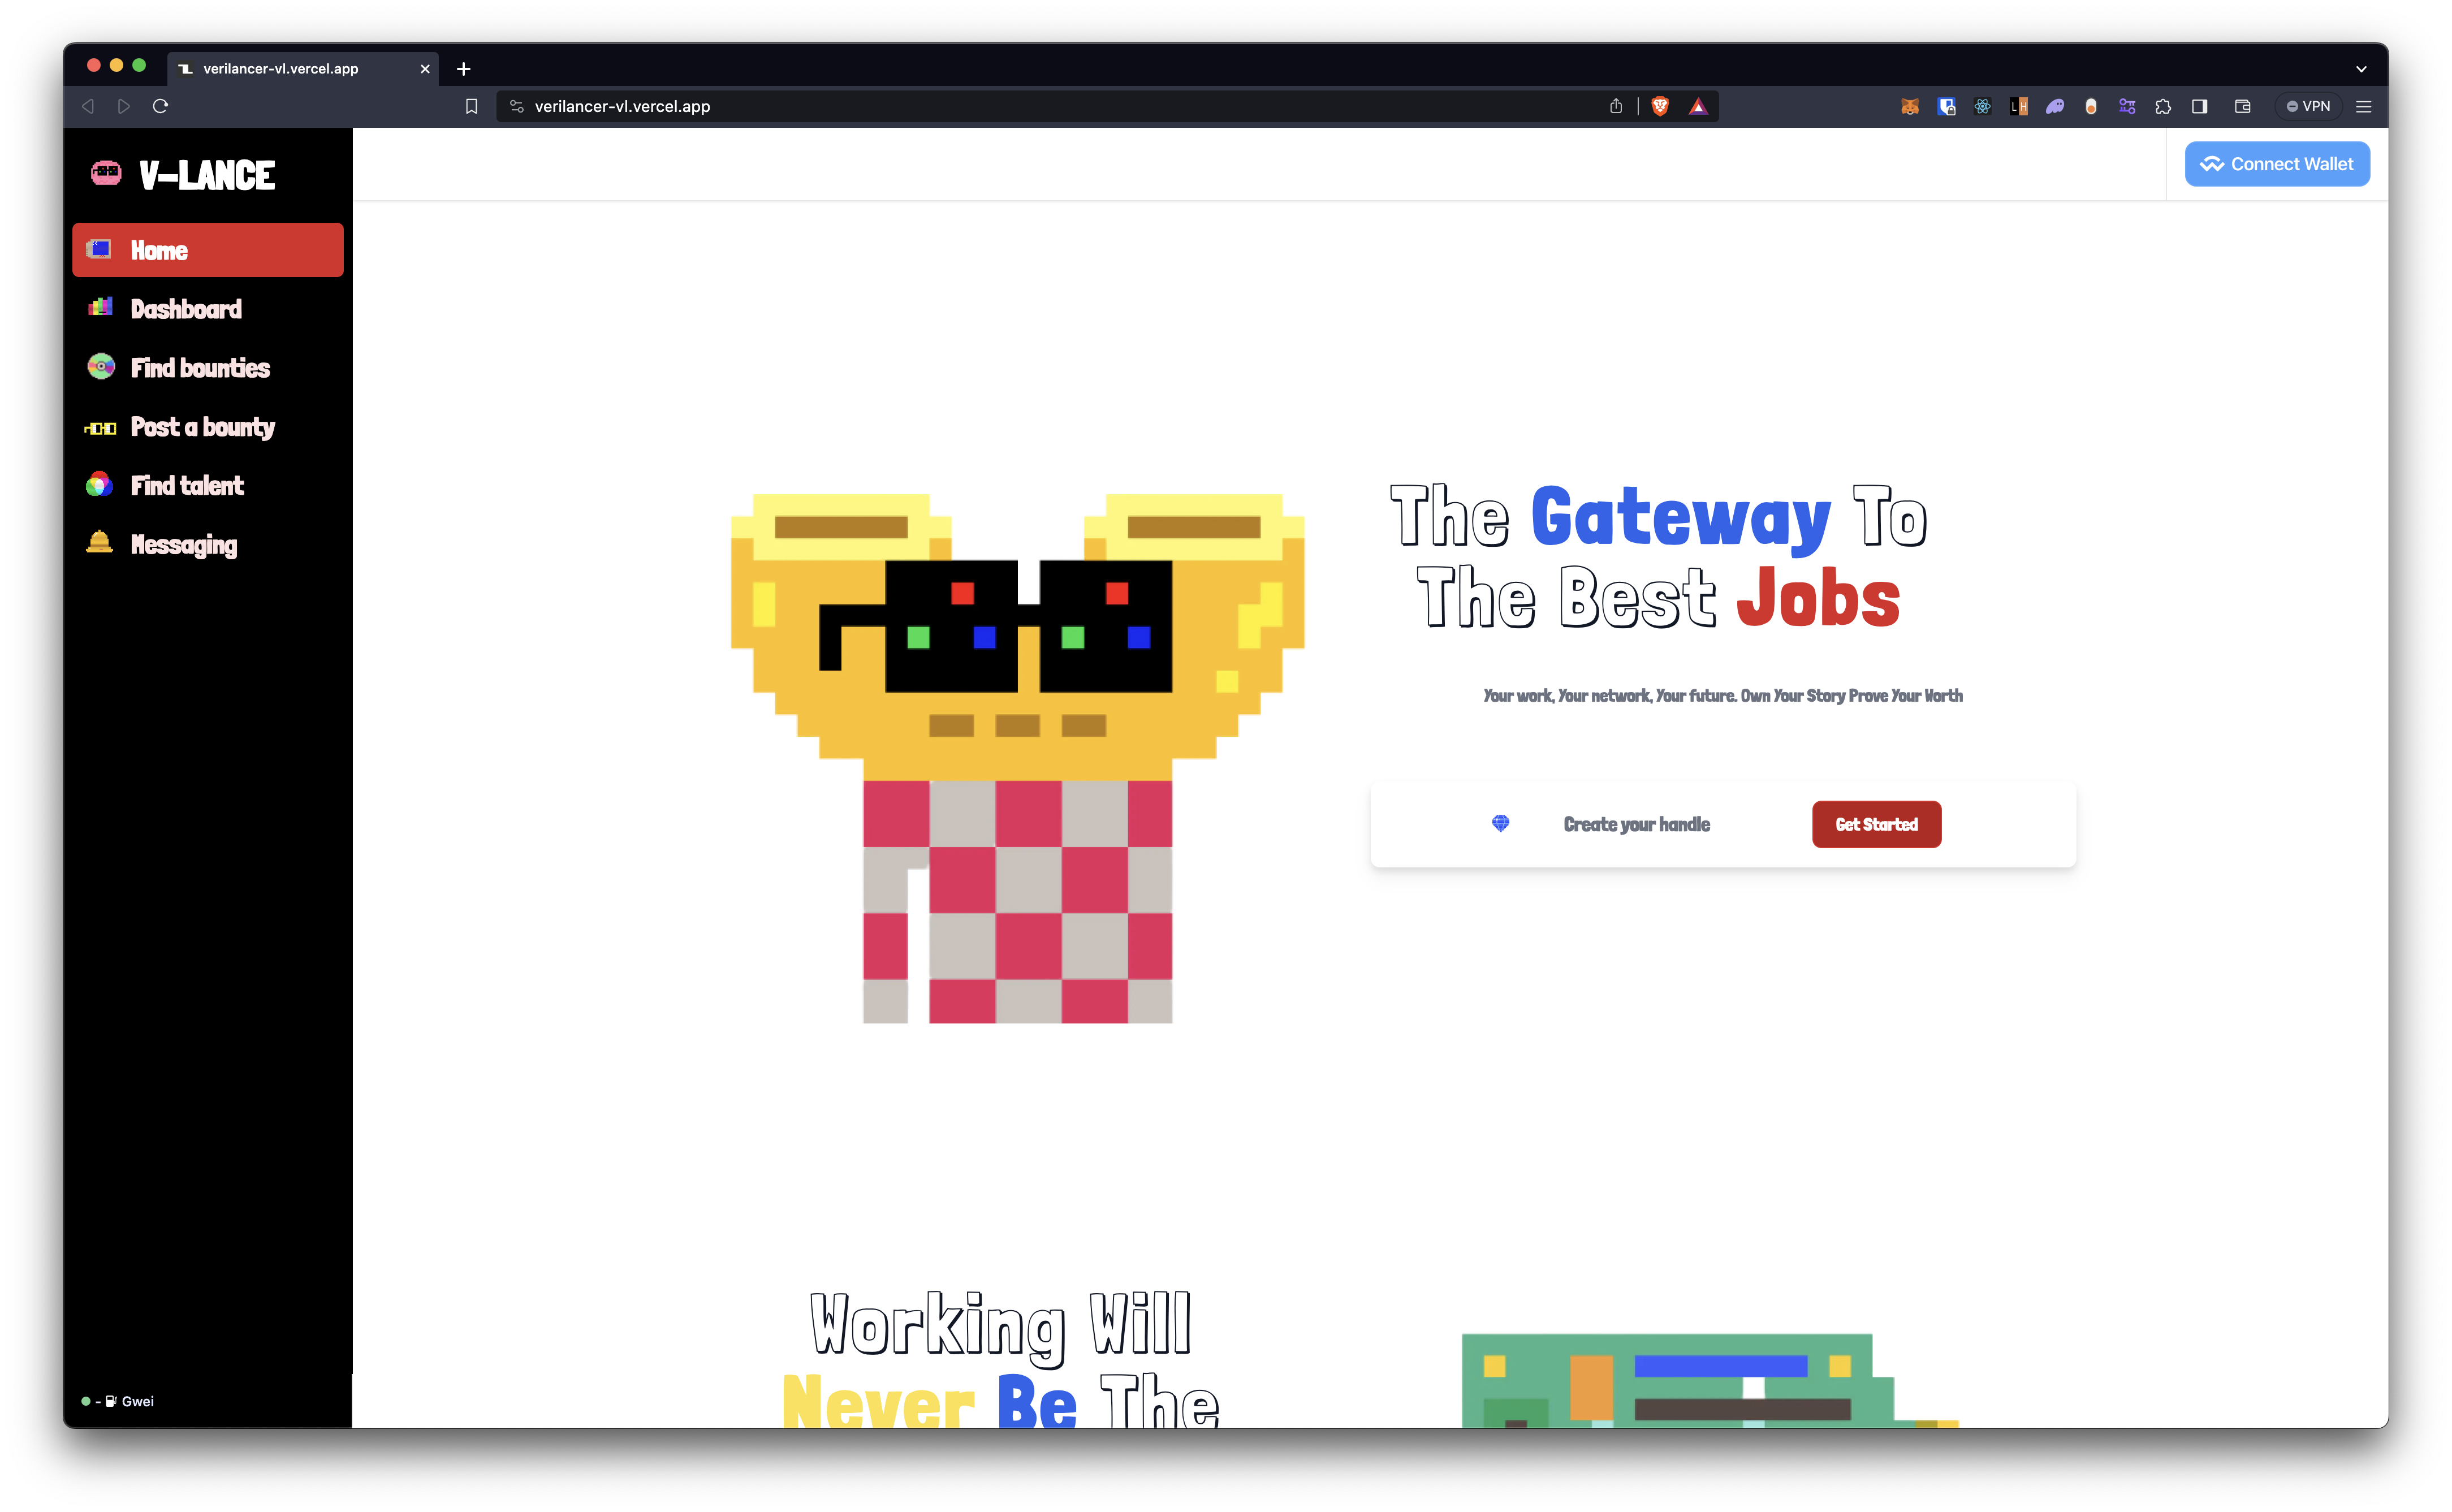 verilancer-vl.vercel.app
verilancer-vl.vercel.app
LH
VPN
V-LANCE
Connect Wallet
Home
Dashboard
Find bounties
Post a bounty
Find talent
Messaging
The Gateway To
The Best Jobs
Your work, Your network, Your future. Own Your Story Prove Your Worth
Create your handle
Get Started
Working Will
Never Be The
- Gwei